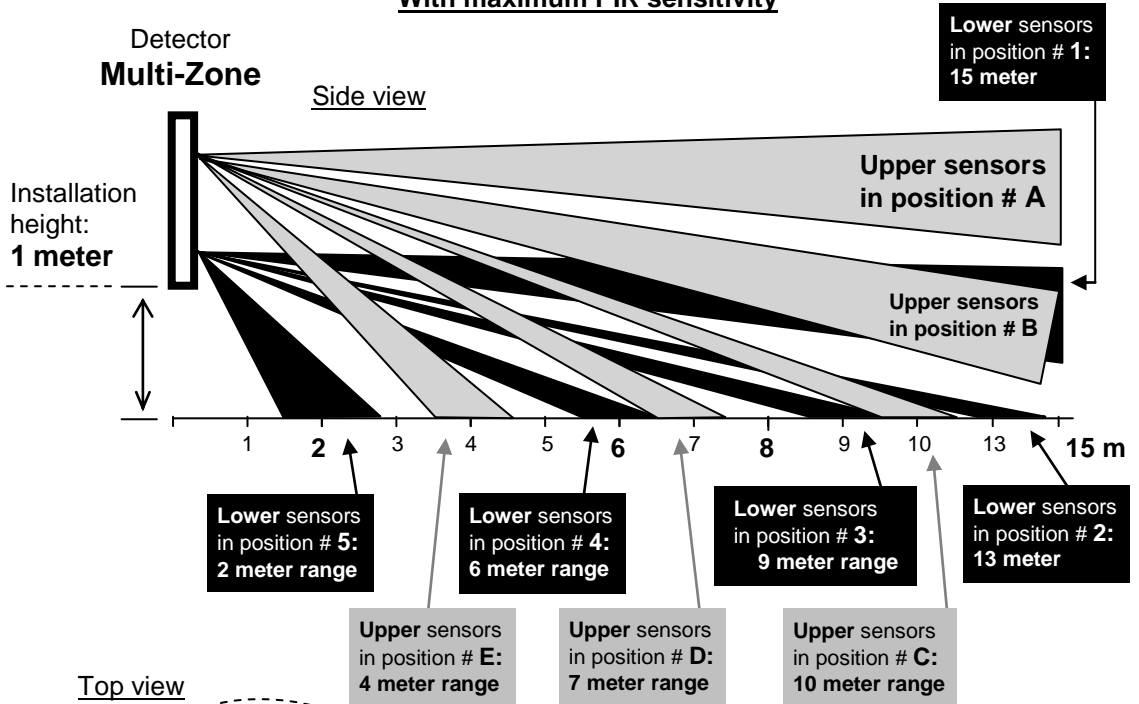 With maximum PIR sensitivity
Detector
Multi-Zone
Side view
Lower sensors
in position # 1:
15 meter
Installation
height:
1 meter
Upper sensors
in position # A
Upper sensors
in position # B
1 2 3 4 5 6 7 8 9 10 13 15 m
Lower sensors
in position # 5:
2 meter range
Lower sensors
in position # 4:
6 meter range
Lower sensors
in position # 3:
9 meter range
Lower sensors
in position # 2:
13 meter
Upper sensors
in position # E:
4 meter range
Upper sensors
in position # D:
7 meter range
Upper sensors
in position # C:
10 meter range
Top view